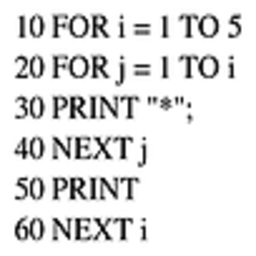 10 FOR i = 1 TO 5
20 FOR j = 1 TO i
30 PRINT "*";
40 NEXT j
50 PRINT
60 NEXT i